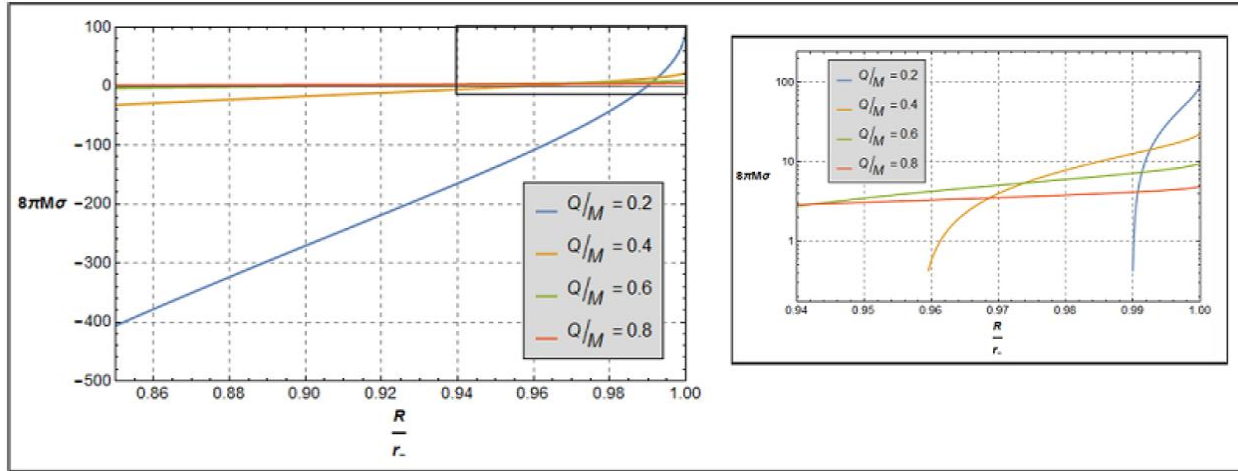 100
0
−100
−200
−300
−400
−500
8πMσ
0.86 0.88 0.90 0.92 0.94 0.96 0.98 1.00
R
r₋
Q/M = 0.2
Q/M = 0.4
Q/M = 0.6
Q/M = 0.8
100
10
1
8πMσ
0.94 0.95 0.96 0.97 0.98 0.99 1.00
R
r₋
Q/M = 0.2
Q/M = 0.4
Q/M = 0.6
Q/M = 0.8